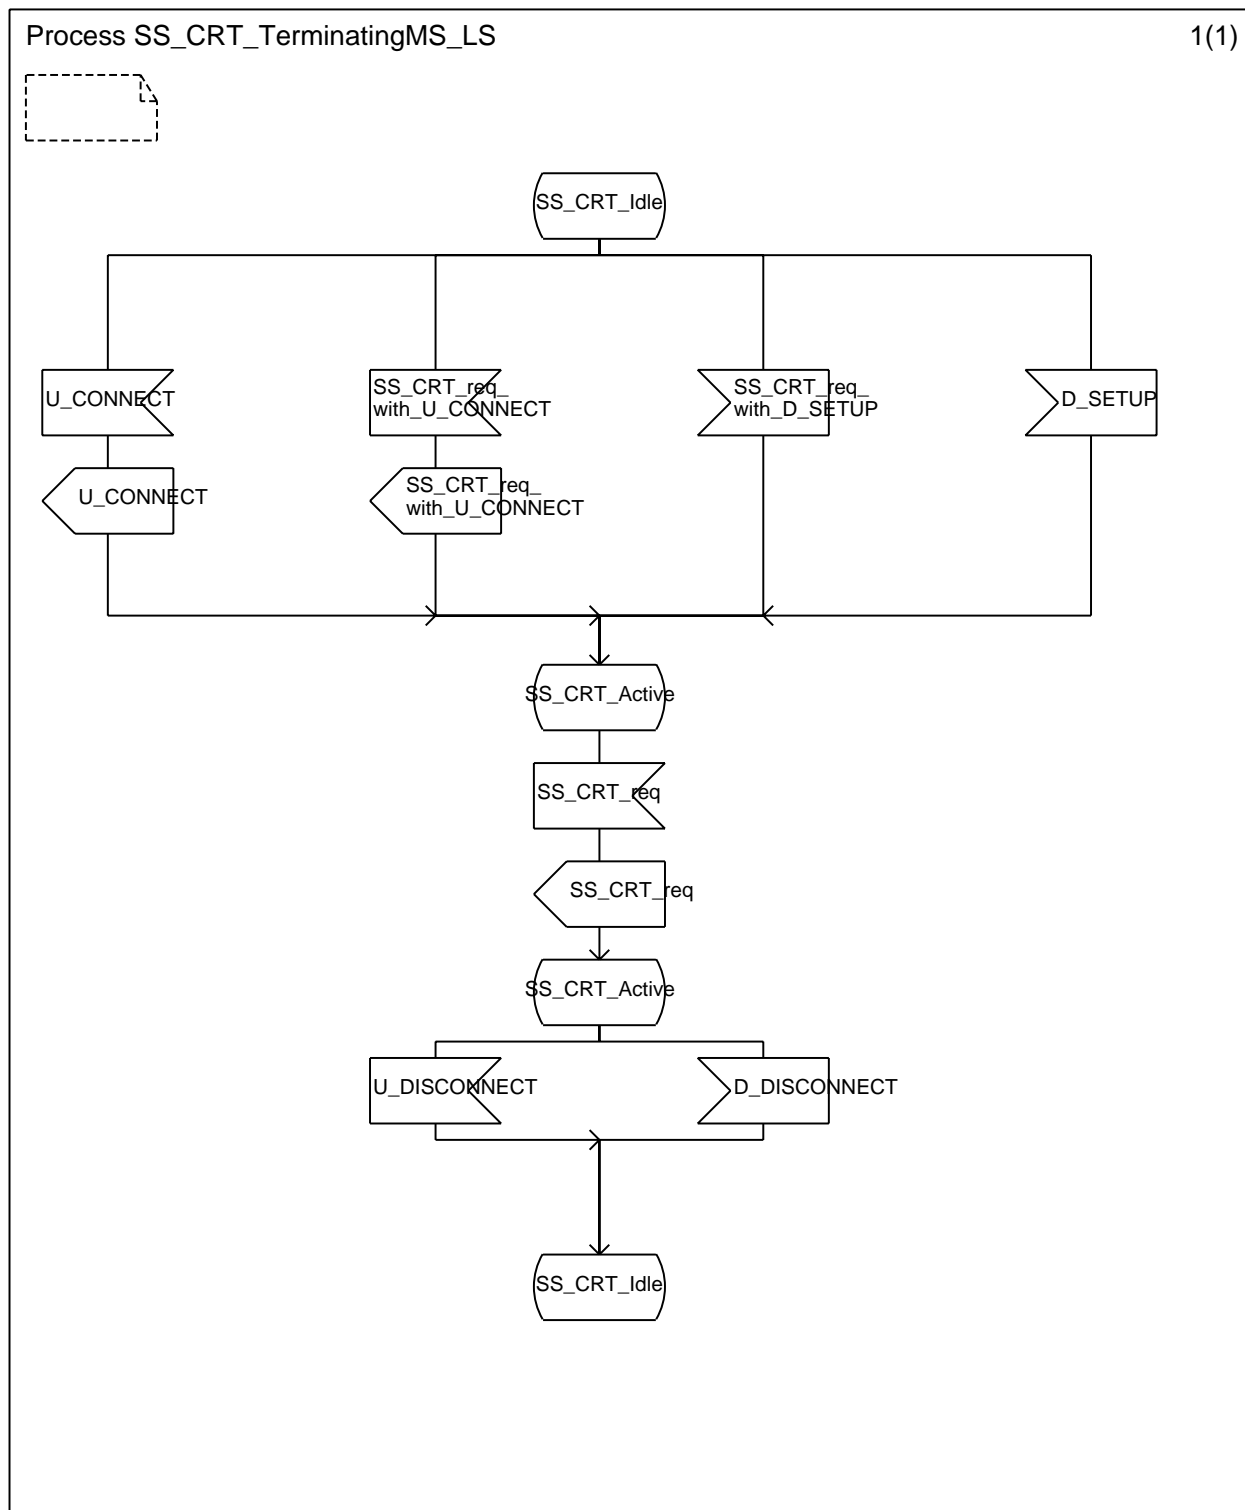 Process SS_CRT_TerminatingMS_LS
1(1)
SS_CRT_Idle
U_CONNECT
SS_CRT_req_
with_U_CONNECT
SS_CRT_req_
with_D_SETUP
D_SETUP
U_CONNECT
SS_CRT_req_
with_U_CONNECT
SS_CRT_Active
SS_CRT_req
SS_CRT_req
SS_CRT_Active
U_DISCONNECT
D_DISCONNECT
SS_CRT_Idle